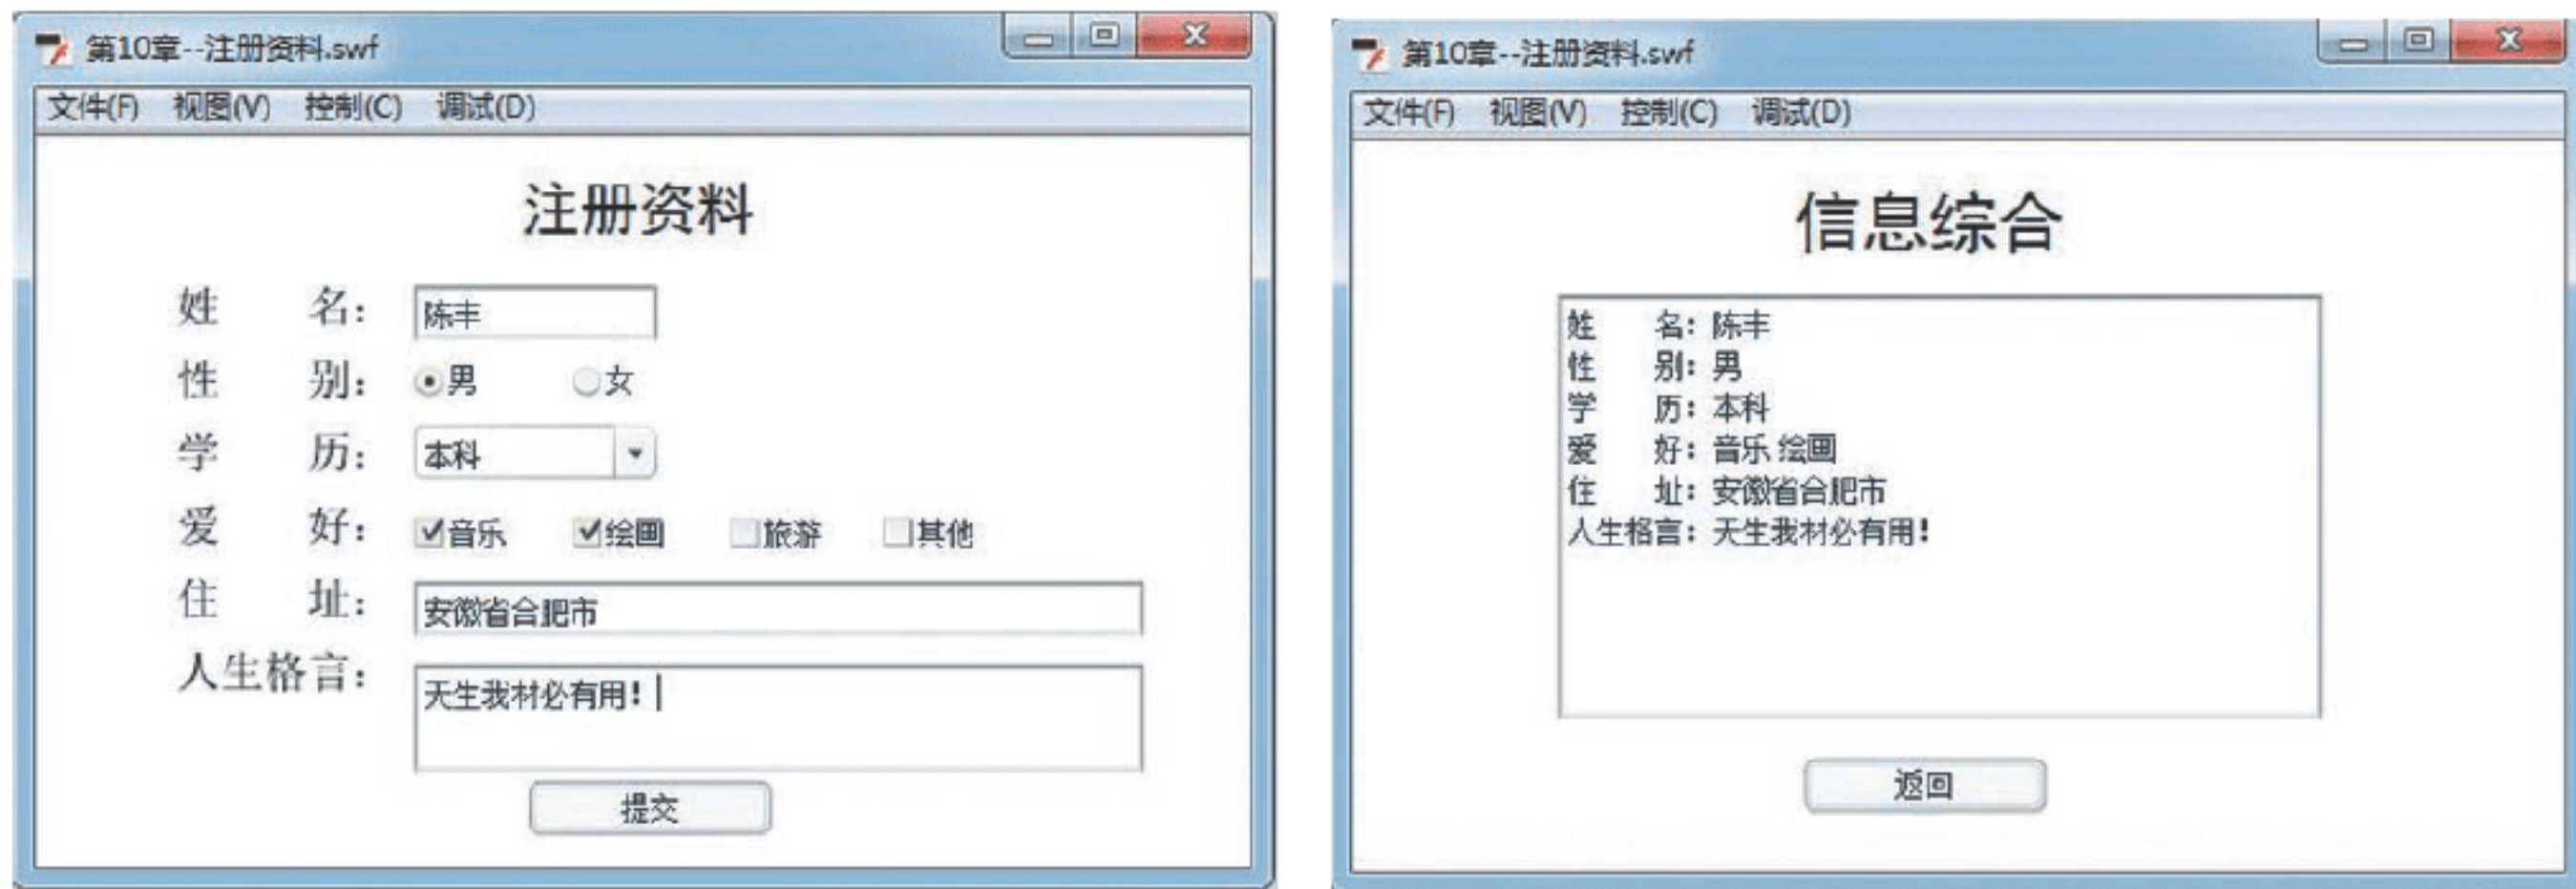 第10章--注册资料.swf
文件(F) 视图(V) 控制(C) 调试(D)
注册资料
姓 名： 陈丰
性 别： 男 女
学 历： 本科
爱 好： 音乐 绘画 旅游 其他
住 址： 安徽省合肥市
人生格言： 天生我材必有用！
提交
第10章--注册资料.swf
文件(F) 视图(V) 控制(C) 调试(D)
信息综合
姓 名：陈丰
性 别：男
学 历：本科
爱 好：音乐 绘画
住 址：安徽省合肥市
人生格言：天生我材必有用！
返回